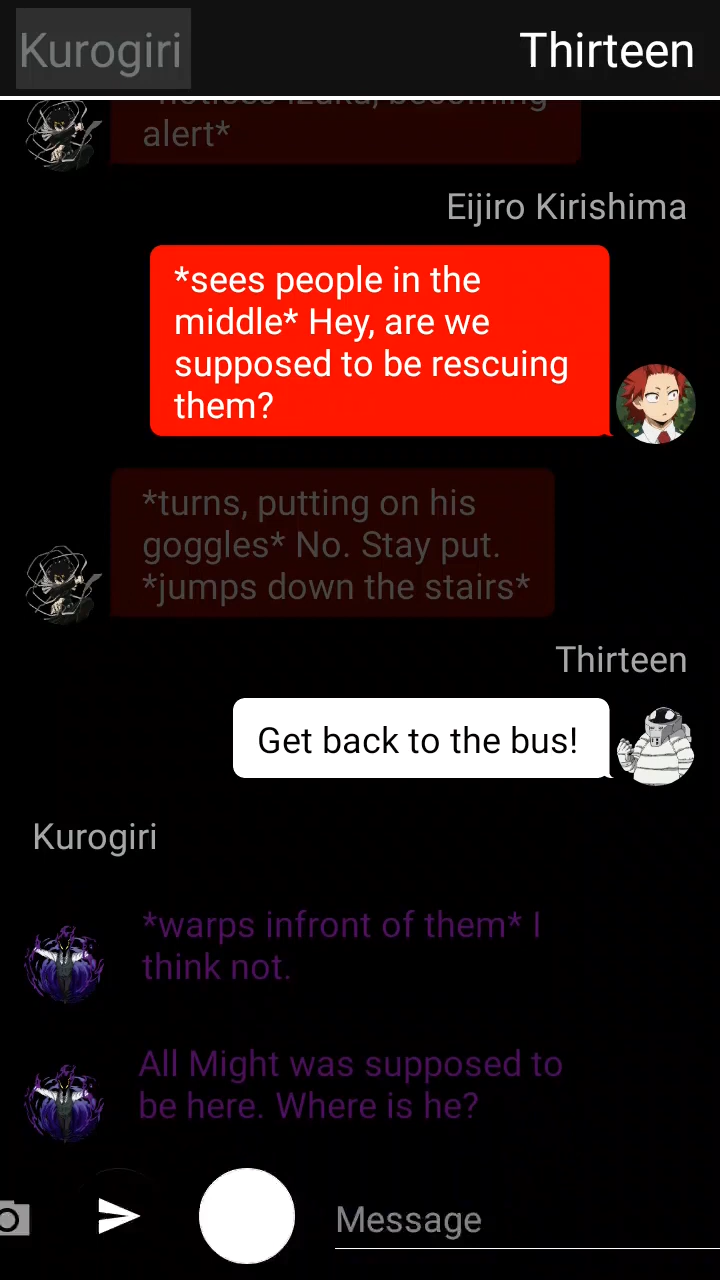 Kurogiri
Thirteen
alert*
Eijiro Kirishima
*sees people in the
middle* Hey, are we
supposed to be rescuing
them?
*turns, putting on his
goggles* No. Stay put.
*jumps down the stairs*
Thirteen
Get back to the bus!
Kurogiri
*warps infront of them* I
think not.
All Might was supposed to
be here. Where is he?
Message